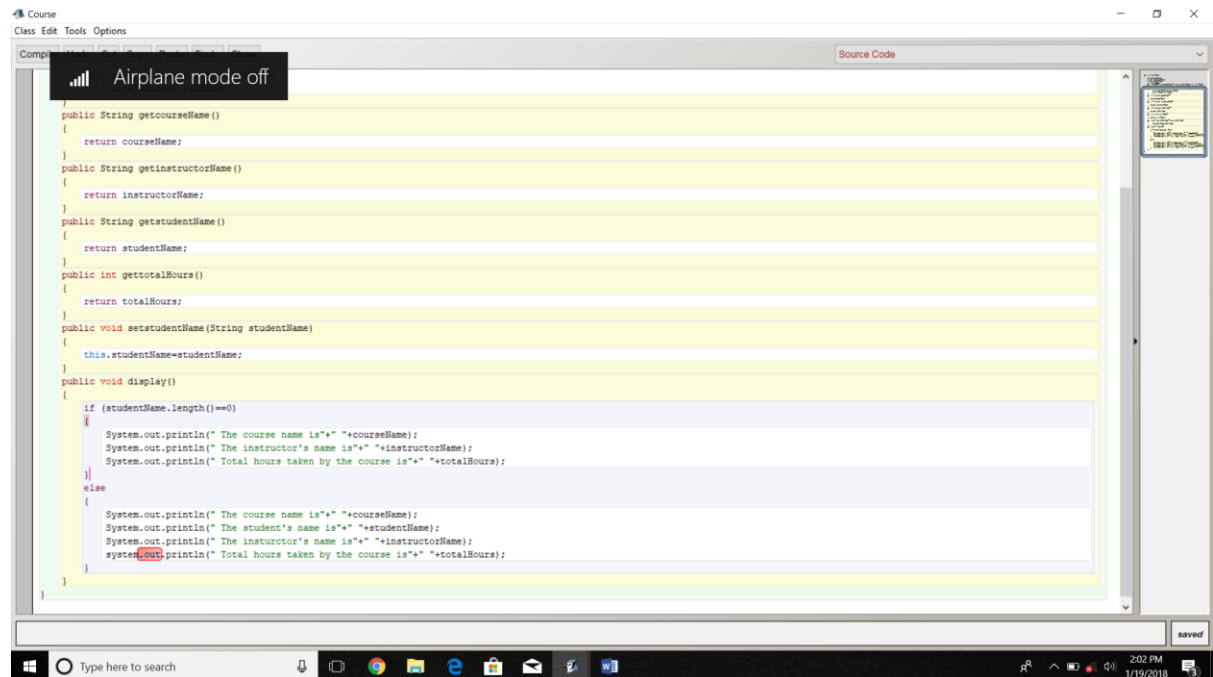 Course
Class Edit Tools Options
Source Code
Airplane mode off
}
public String getcourseName()
{
return courseName;
}
public String getinstructorName()
{
return instructorName;
}
public String getstudentName()
{
return studentName;
}
public int gettotalHours()
{
return totalHours;
}
public void setstudentName(String studentName)
{
this.studentName=studentName;
}
public void display()
{
if (studentName.length()==0)
{
System.out.println(" The course name is"+" "+courseName);
System.out.println(" The instructor's name is"+" "+instructorName);
System.out.println(" Total hours taken by the course is"+" "+totalHours);
}
else
{
System.out.println(" The course name is"+" "+courseName);
System.out.println(" The student's name is"+" "+studentName);
System.out.println(" The insturctor's name is"+" "+instructorName);
system.out.println(" Total hours taken by the course is"+" "+totalHours);
}
}
}
saved
Type here to search
2:02 PM
1/19/2018